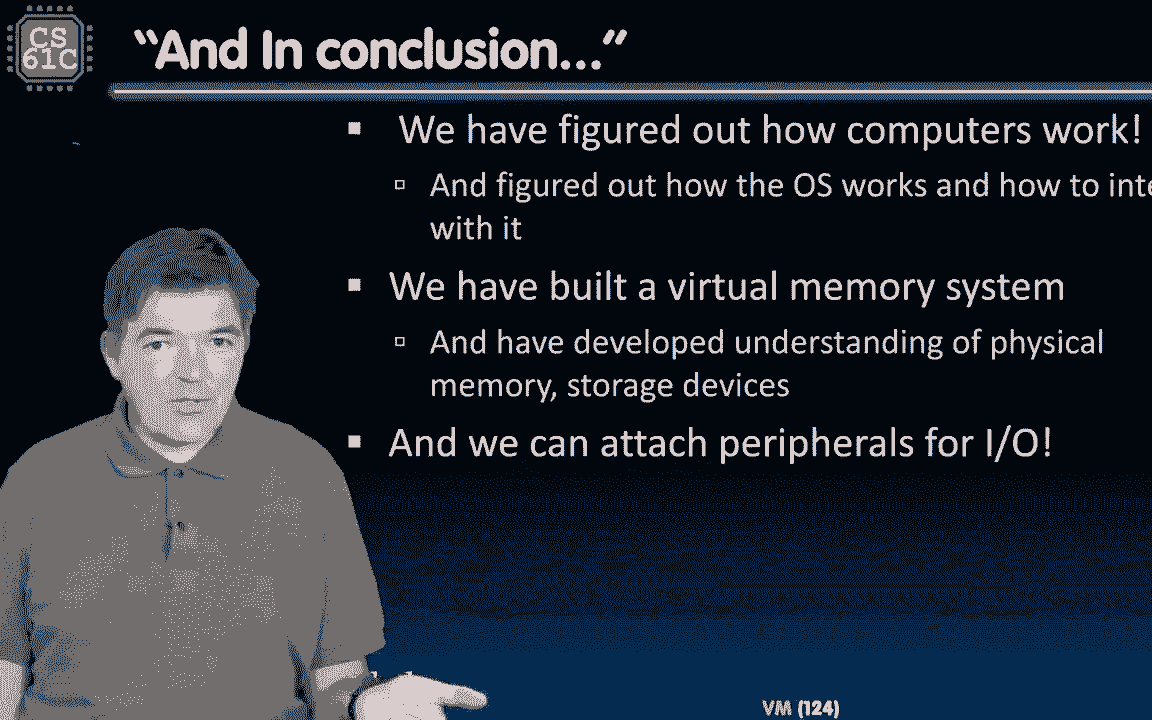 CS
61C
“And In conclusion…”
▪ We have figured out how computers work!
▫ And figured out how the OS works and how to inte
with it
▪ We have built a virtual memory system
▫ And have developed understanding of physical
memory, storage devices
▪ And we can attach peripherals for I/O!
VM (124)